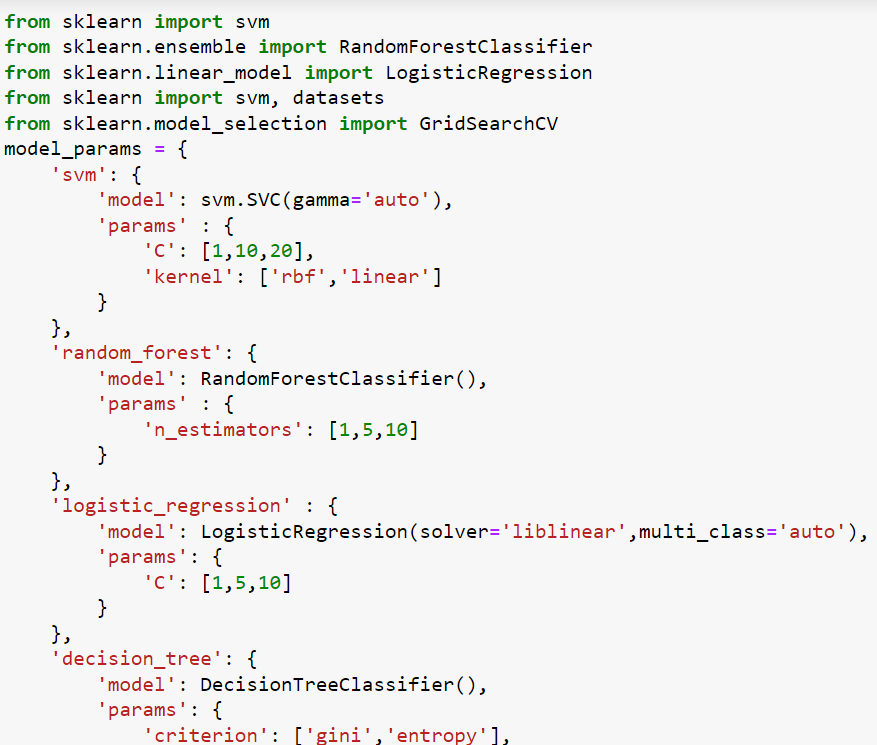 from sklearn import svm
from sklearn.ensemble import RandomForestClassifier
from sklearn.linear_model import LogisticRegression
from sklearn import svm, datasets
from sklearn.model_selection import GridSearchCV
model_params = {
    'svm': {
        'model': svm.SVC(gamma='auto'),
        'params' : {
            'C': [1,10,20],
            'kernel': ['rbf','linear']
        }
    },
    'random_forest': {
        'model': RandomForestClassifier(),
        'params' : {
            'n_estimators': [1,5,10]
        }
    },
    'logistic_regression' : {
        'model': LogisticRegression(solver='liblinear',multi_class='auto'),
        'params': {
            'C': [1,5,10]
        }
    },
    'decision_tree': {
        'model': DecisionTreeClassifier(),
        'params': {
            'criterion': ['gini','entropy'],